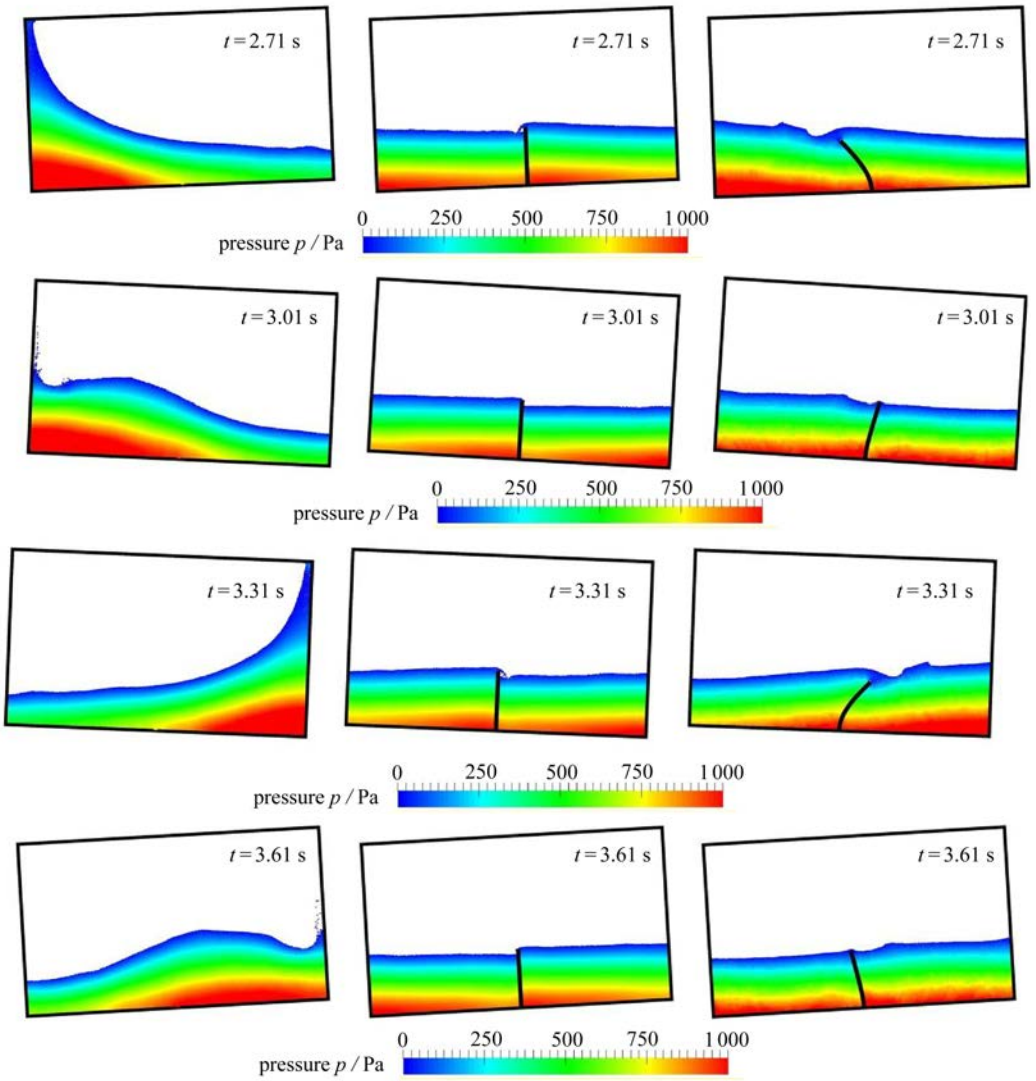 t = 2.71 s
t = 2.71 s
t = 2.71 s
0 250 500 750 1 000
pressure p / Pa
t = 3.01 s
t = 3.01 s
t = 3.01 s
0 250 500 750 1 000
pressure p / Pa
t = 3.31 s
t = 3.31 s
t = 3.31 s
0 250 500 750 1 000
pressure p / Pa
t = 3.61 s
t = 3.61 s
t = 3.61 s
0 250 500 750 1 000
pressure p / Pa